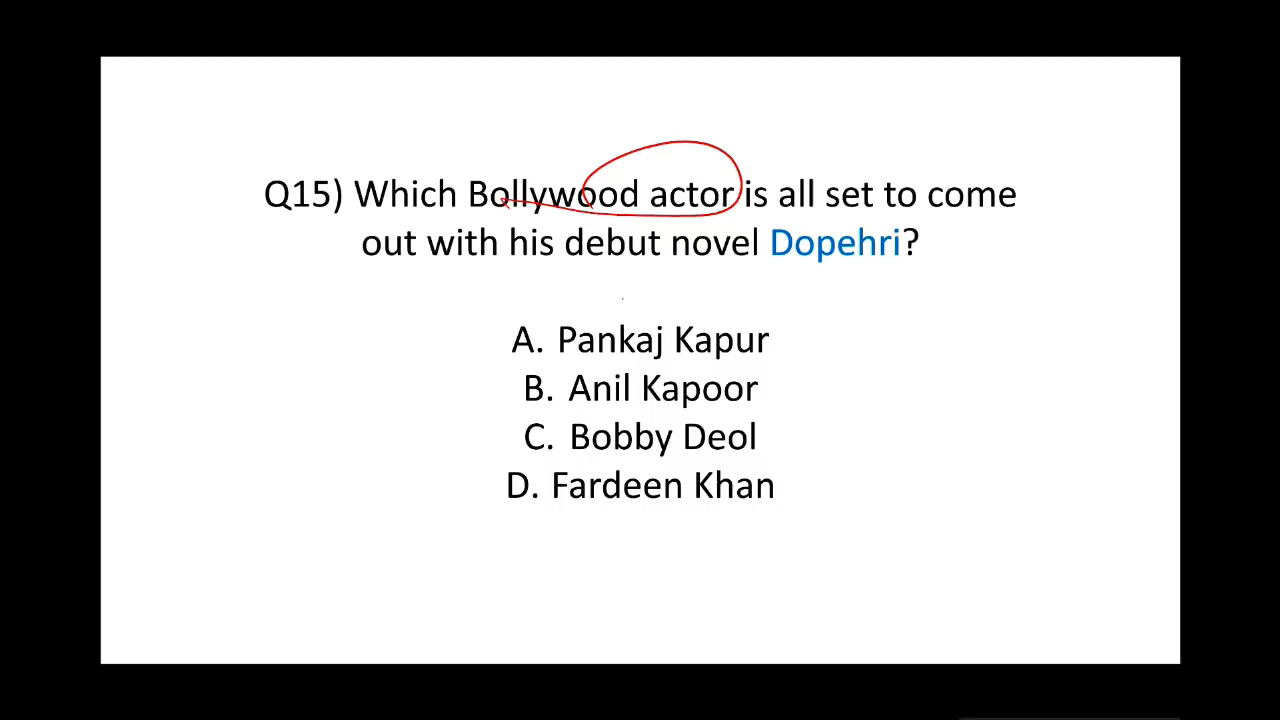 Q15) Which Bollywood actor is all set to come
out with his debut novel Dopehri?
A. Pankaj Kapur
B. Anil Kapoor
C. Bobby Deol
D. Fardeen Khan